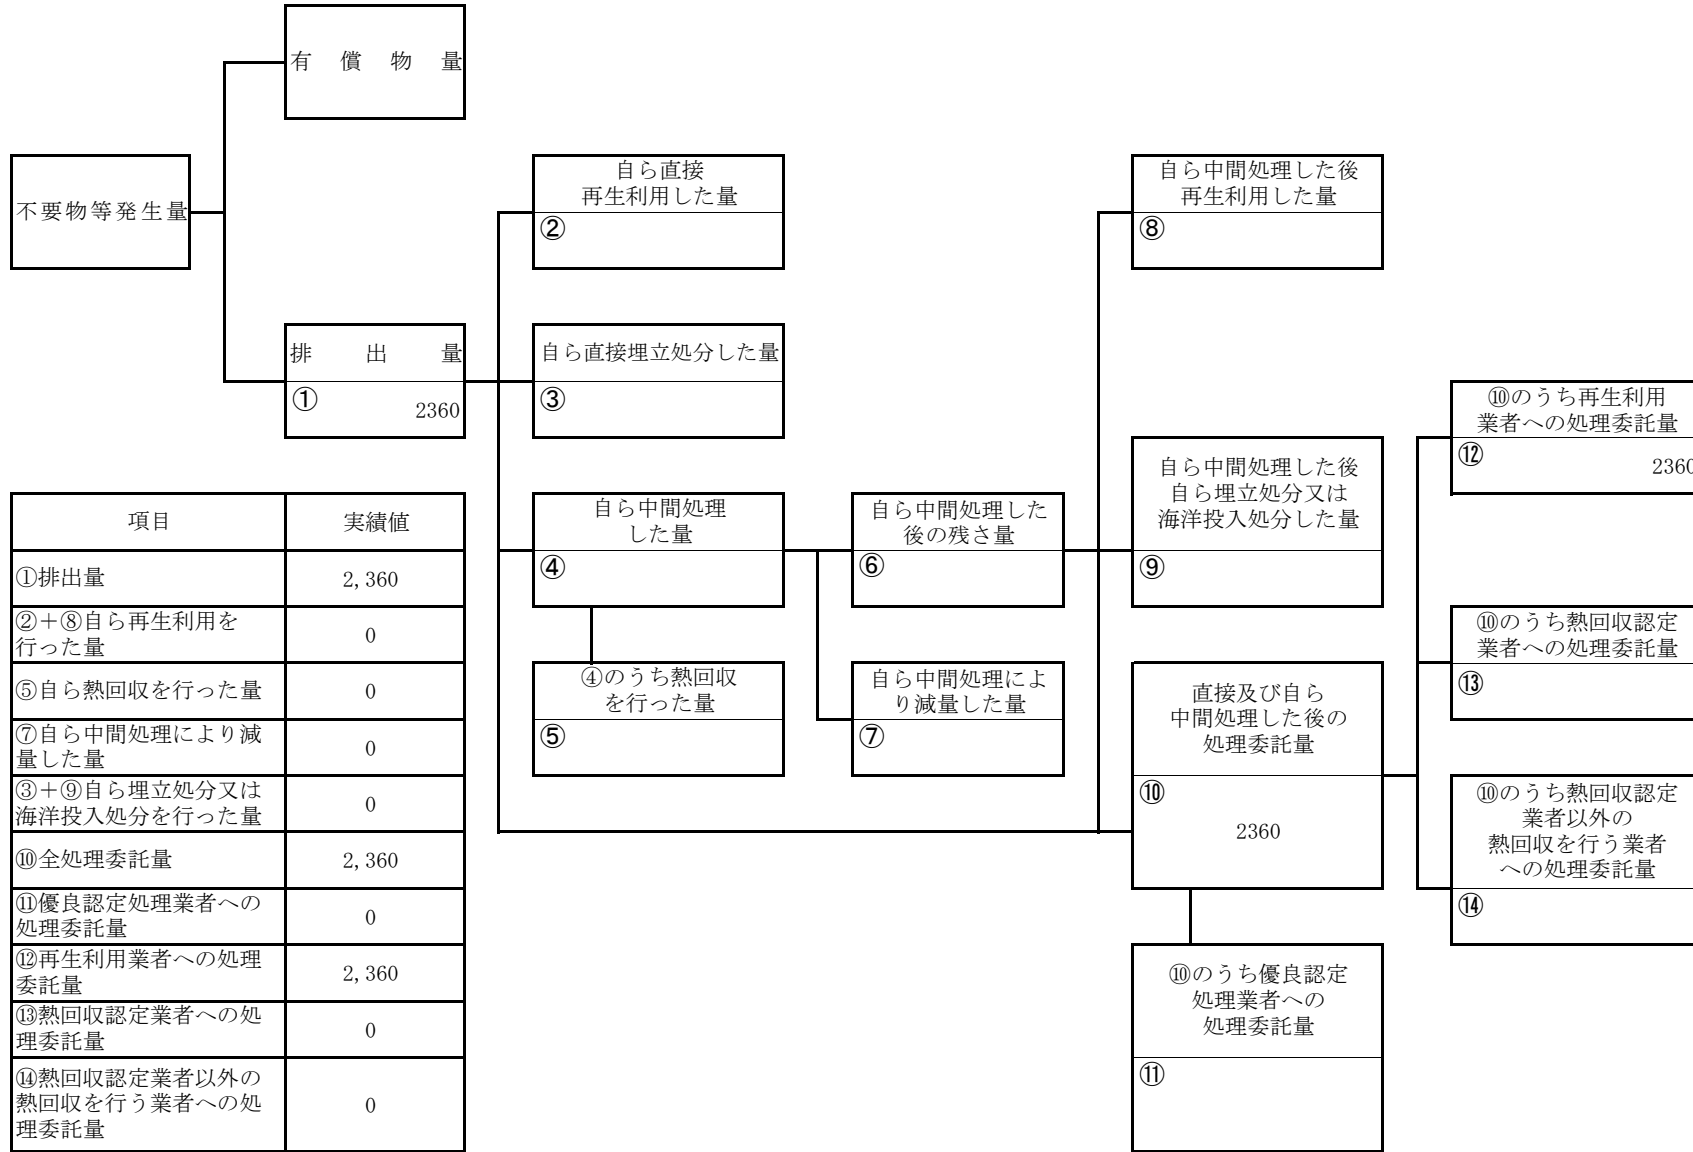 有償物量
不要物等発生量
排出量
①
2360
自ら直接
再生利用した量
②
自ら直接埋立処分した量
③
自ら中間処理
した量
④
④のうち熱回収
を行った量
⑤
自ら中間処理した
後の残さ量
⑥
自ら中間処理によ
り減量した量
⑦
自ら中間処理した後
再生利用した量
⑧
自ら中間処理した後
自ら埋立処分又は
海洋投入処分した量
⑨
直接及び自ら
中間処理した後の
処理委託量
⑩
2360
⑩のうち優良認定
処理業者への
処理委託量
⑪
⑩のうち再生利用
業者への処理委託量
⑫
2360
⑩のうち熱回収認定
業者への処理委託量
⑬
⑩のうち熱回収認定
業者以外の
熱回収を行う業者
への処理委託量
⑭
項目 実績値
①排出量 2,360
②+⑧自ら再生利用を
行った量 0
⑤自ら熱回収を行った量 0
⑦自ら中間処理により減
量した量 0
③+⑨自ら埋立処分又は
海洋投入処分を行った量 0
⑩全処理委託量 2,360
⑪優良認定処理業者への
処理委託量 0
⑫再生利用業者への処理
委託量 2,360
⑬熱回収認定業者への処
理委託量 0
⑭熱回収認定業者以外の
熱回収を行う業者への処
理委託量 0